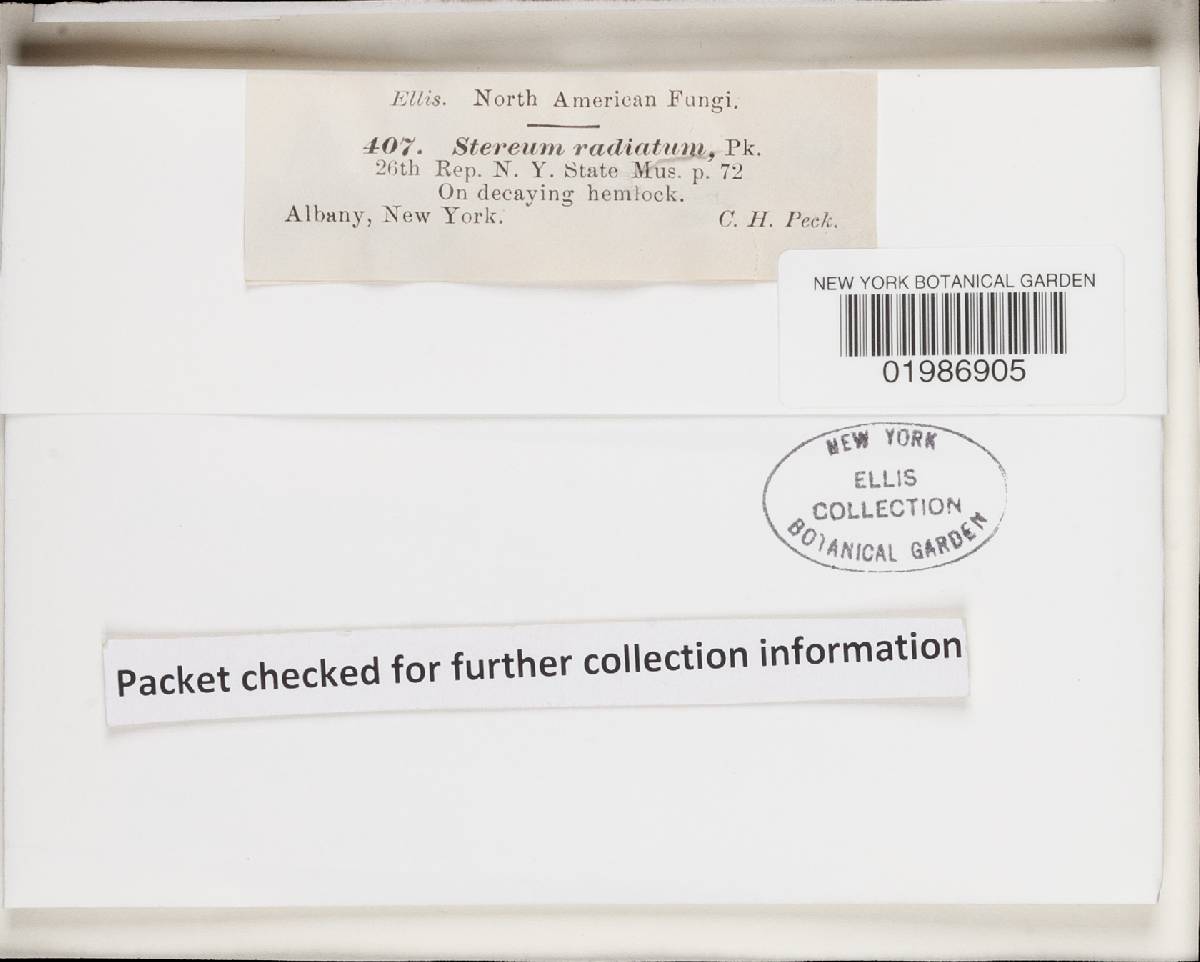 Ellis. North American Fungi.
407. Stereum radiatum, Pk.
26th Rep. N. Y. State Mus. p. 72
On decaying hemlock.
Albany, New York. C. H. Peck.
NEW YORK BOTANICAL GARDEN
01986905
NEW YORK
ELLIS
COLLECTION
BOTANICAL GARDEN
Packet checked for further collection information